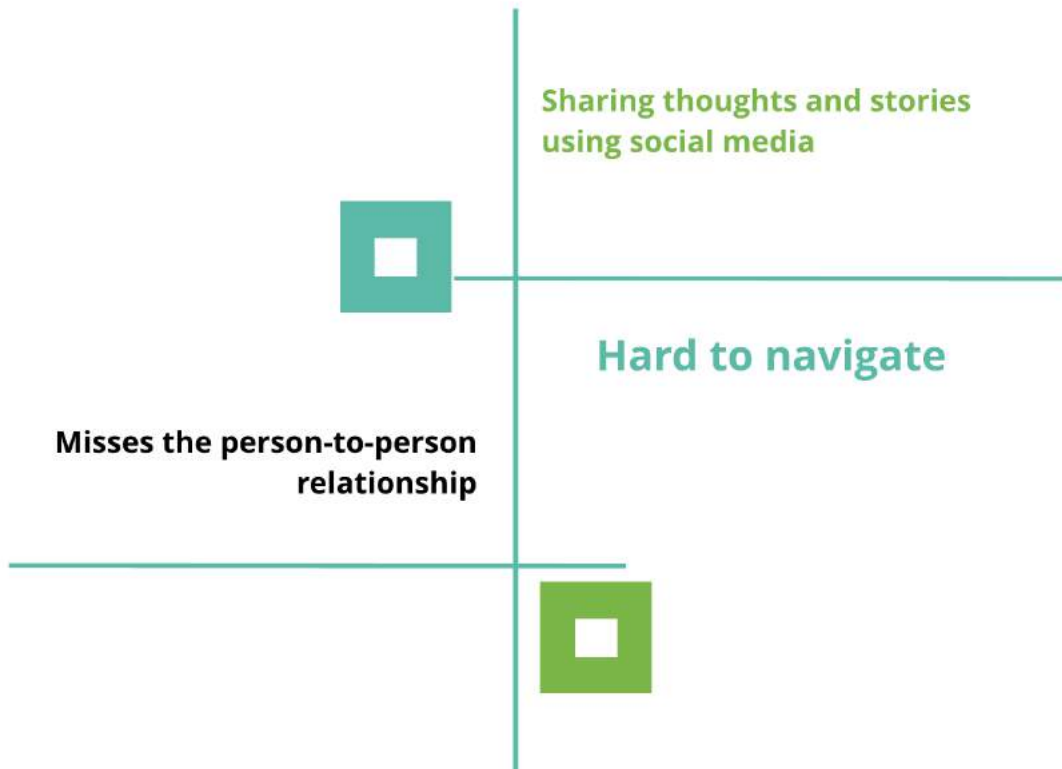 Sharing thoughts and stories
using social media
Hard to navigate
Misses the person-to-person
relationship